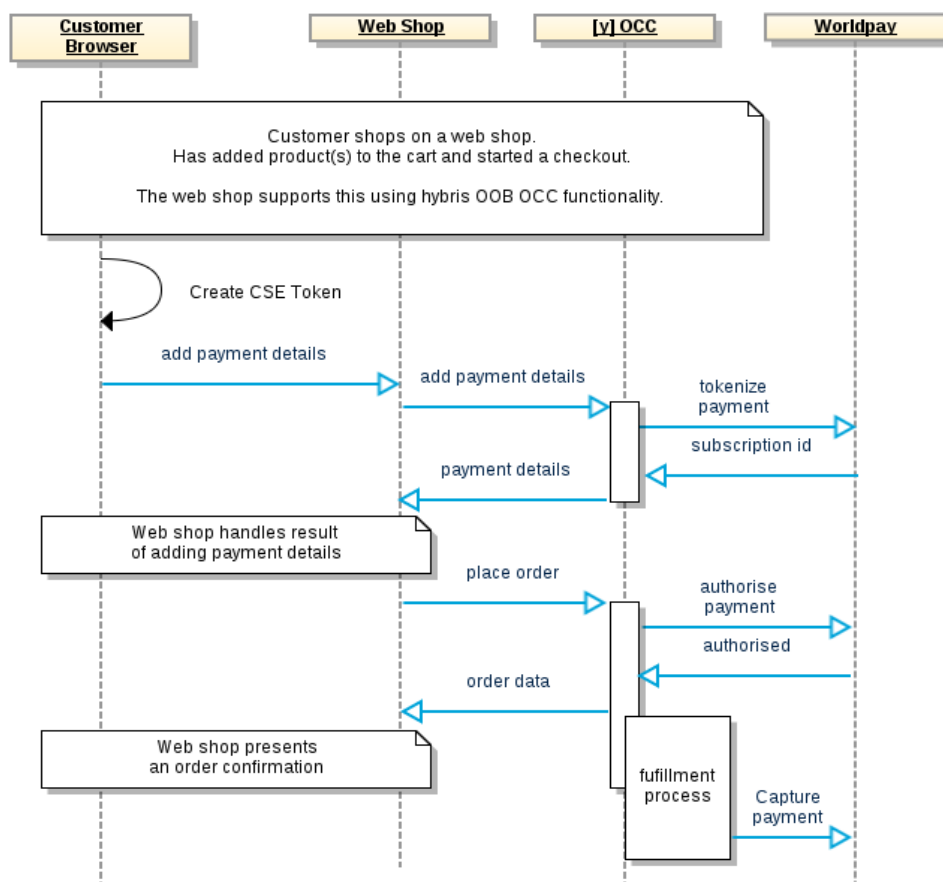 Customer
Browser
Web Shop
[y] OCC
Worldpay
Customer shops on a web shop.
Has added product(s) to the cart and started a checkout.
The web shop supports this using hybris OOB OCC functionality.
Create CSE Token
add payment details
add payment details
tokenize
payment
subscription id
payment details
Web shop handles result
of adding payment details
place order
authorise
payment
authorised
order data
Web shop presents
an order confirmation
fufillment
process
Capture
payment